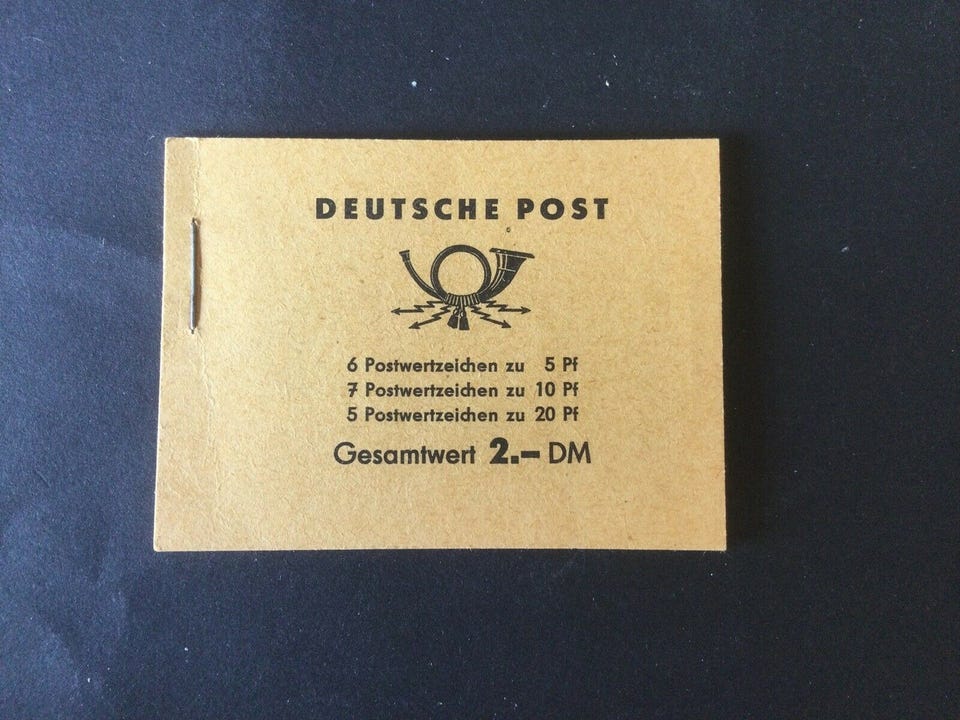 DEUTSCHE POST
6 Postwertzeichen zu 5 Pf
7 Postwertzeichen zu 10 Pf
5 Postwertzeichen zu 20 Pf
Gesamtwert 2.– DM